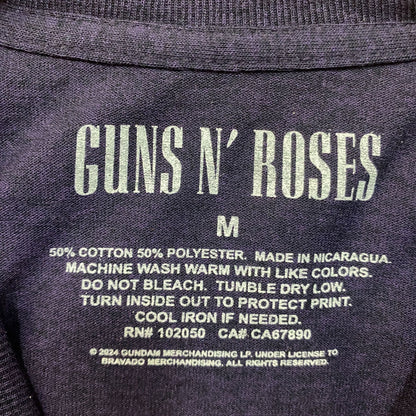 GUNS N' ROSES
M
50% COTTON 50% POLYESTER. MADE IN NICARAGUA.
MACHINE WASH WARM WITH LIKE COLORS.
DO NOT BLEACH. TUMBLE DRY LOW.
TURN INSIDE OUT TO PROTECT PRINT.
COOL IRON IF NEEDED.
RN# 102050 CA# CA67890
© 2024 GUNDAM MERCHANDISING LP. UNDER LICENSE TO
BRAVADO MERCHANDISING. ALL RIGHTS RESERVED.